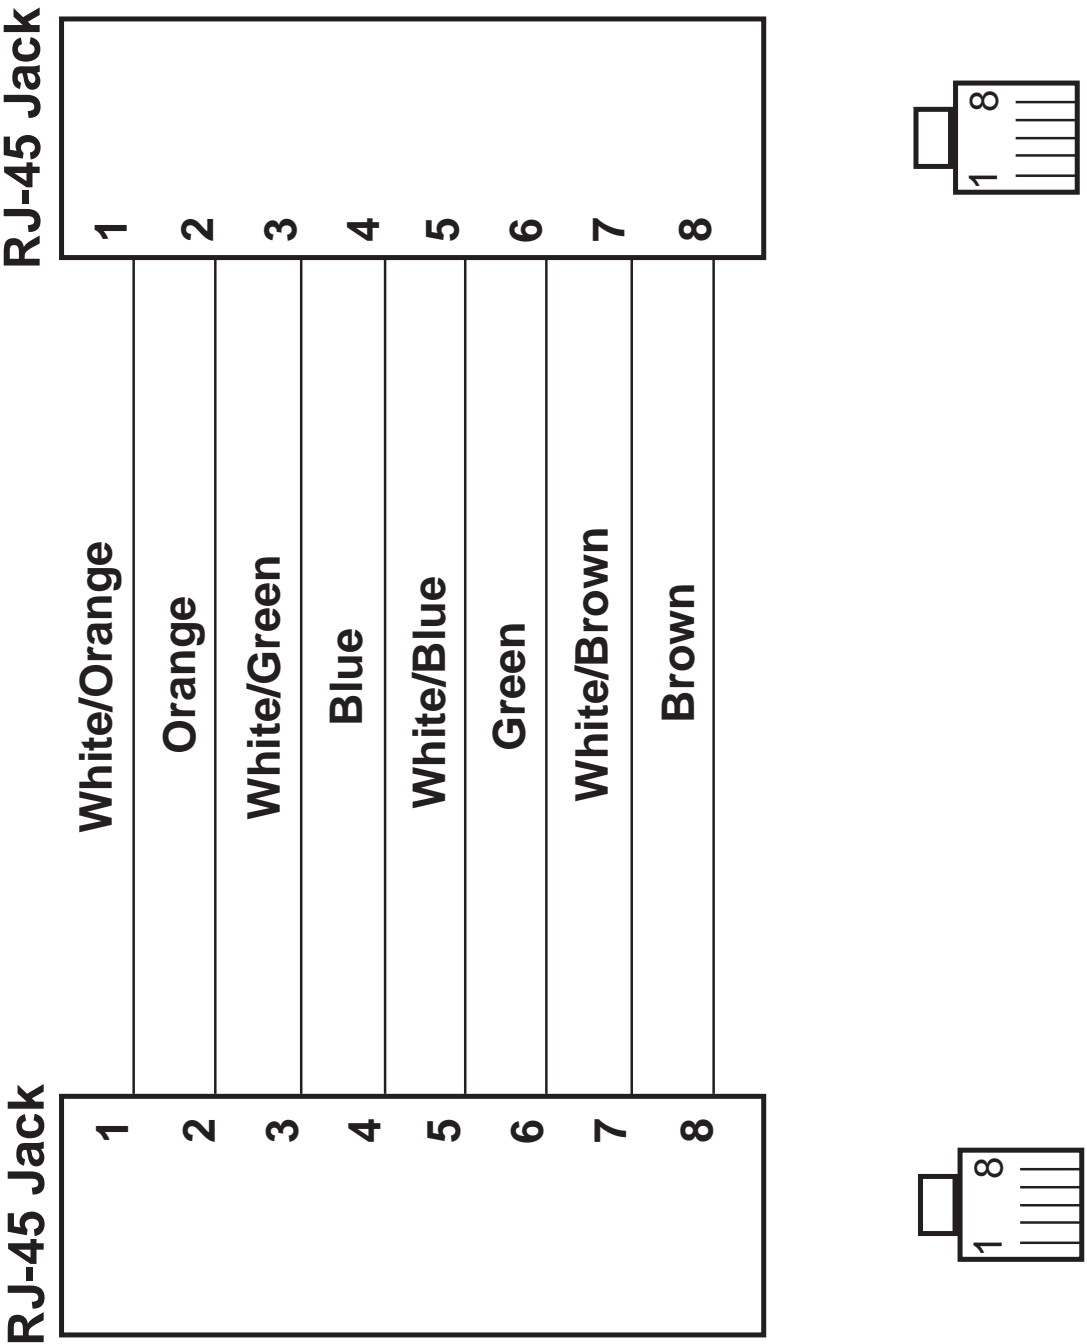 RJ-45 Jack
RJ-45 Jack
1 White/Orange 1
2 Orange 2
3 White/Green 3
4 Blue 4
5 White/Blue 5
6 Green 6
7 White/Brown 7
8 Brown 8
1 8
1 8